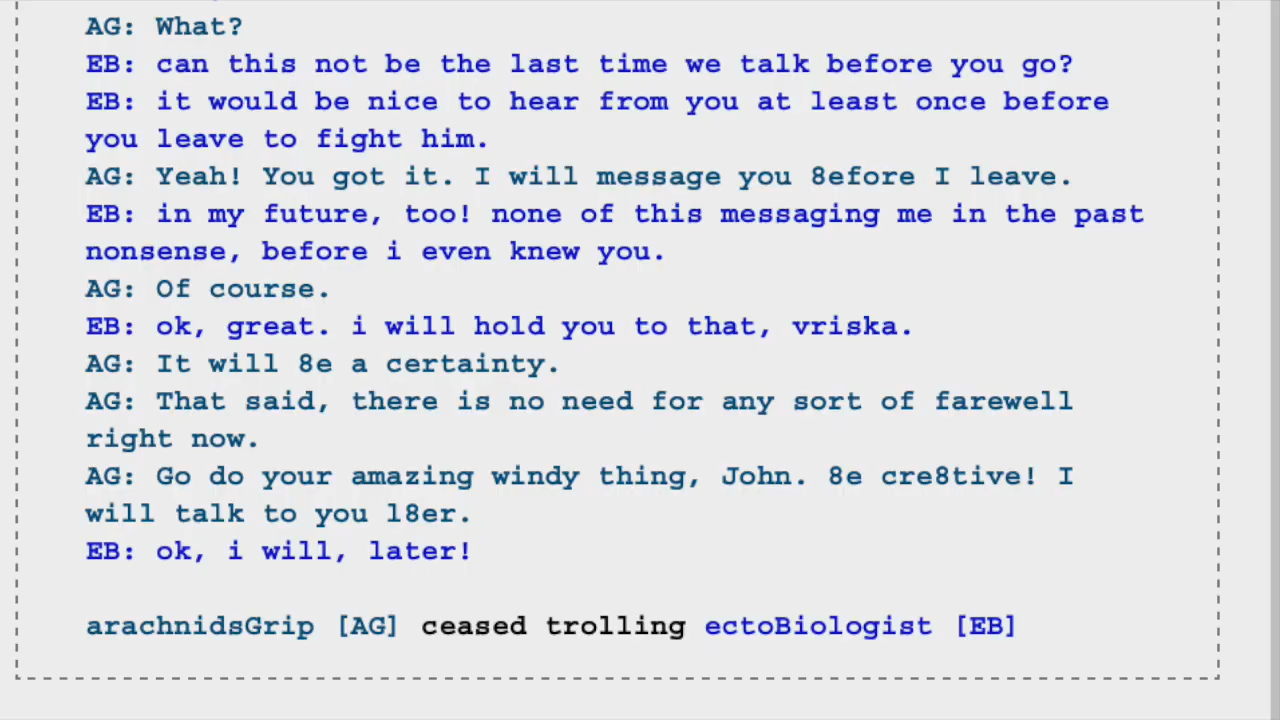 AG: What?
EB: can this not be the last time we talk before you go?
EB: it would be nice to hear from you at least once before
you leave to fight him.
AG: Yeah! You got it. I will message you 8efore I leave.
EB: in my future, too! none of this messaging me in the past
nonsense, before i even knew you.
AG: Of course.
EB: ok, great. i will hold you to that, vriska.
AG: It will 8e a certainty.
AG: That said, there is no need for any sort of farewell
right now.
AG: Go do your amazing windy thing, John. 8e cre8tive! I
will talk to you l8er.
EB: ok, i will, later!
arachnidsGrip [AG] ceased trolling ectoBiologist [EB]